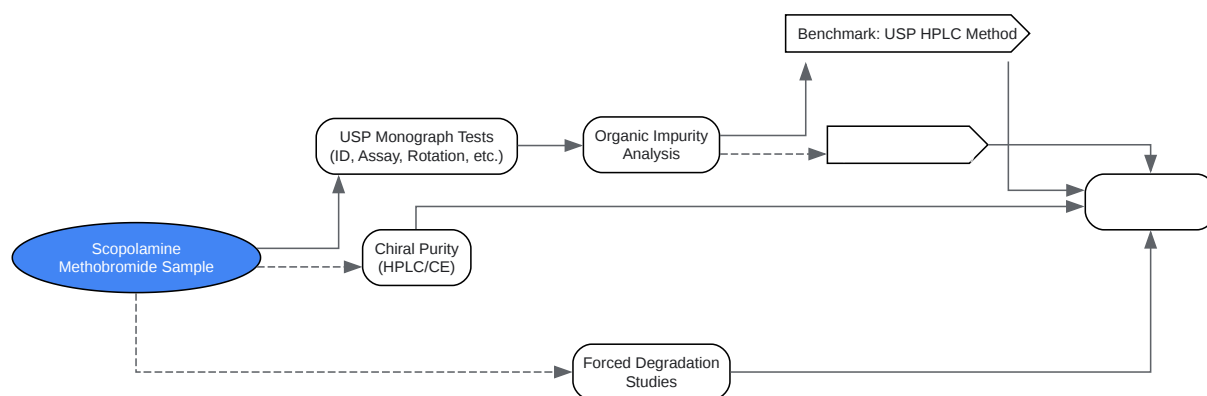 Benchmark: USP HPLC Method
USP Monograph Tests
(ID, Assay, Rotation, etc.)
Organic Impurity
Analysis
Scopolamine
Methobromide Sample
Chiral Purity
(HPLC/CE)
Forced Degradation
Studies